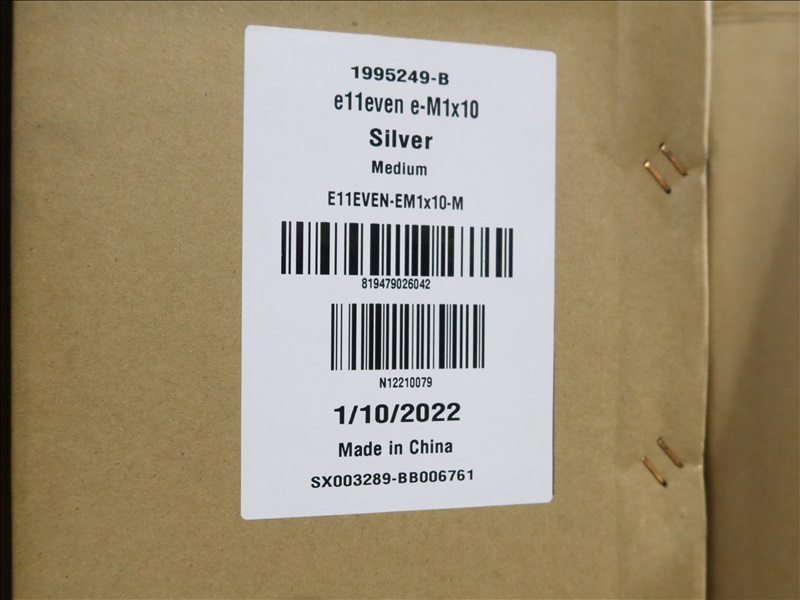 1995249-B
e11even e-M1x10
Silver
Medium
E11EVEN-EM1x10-M
819479026042
N12210079
1/10/2022
Made in China
SX003289-BB006761